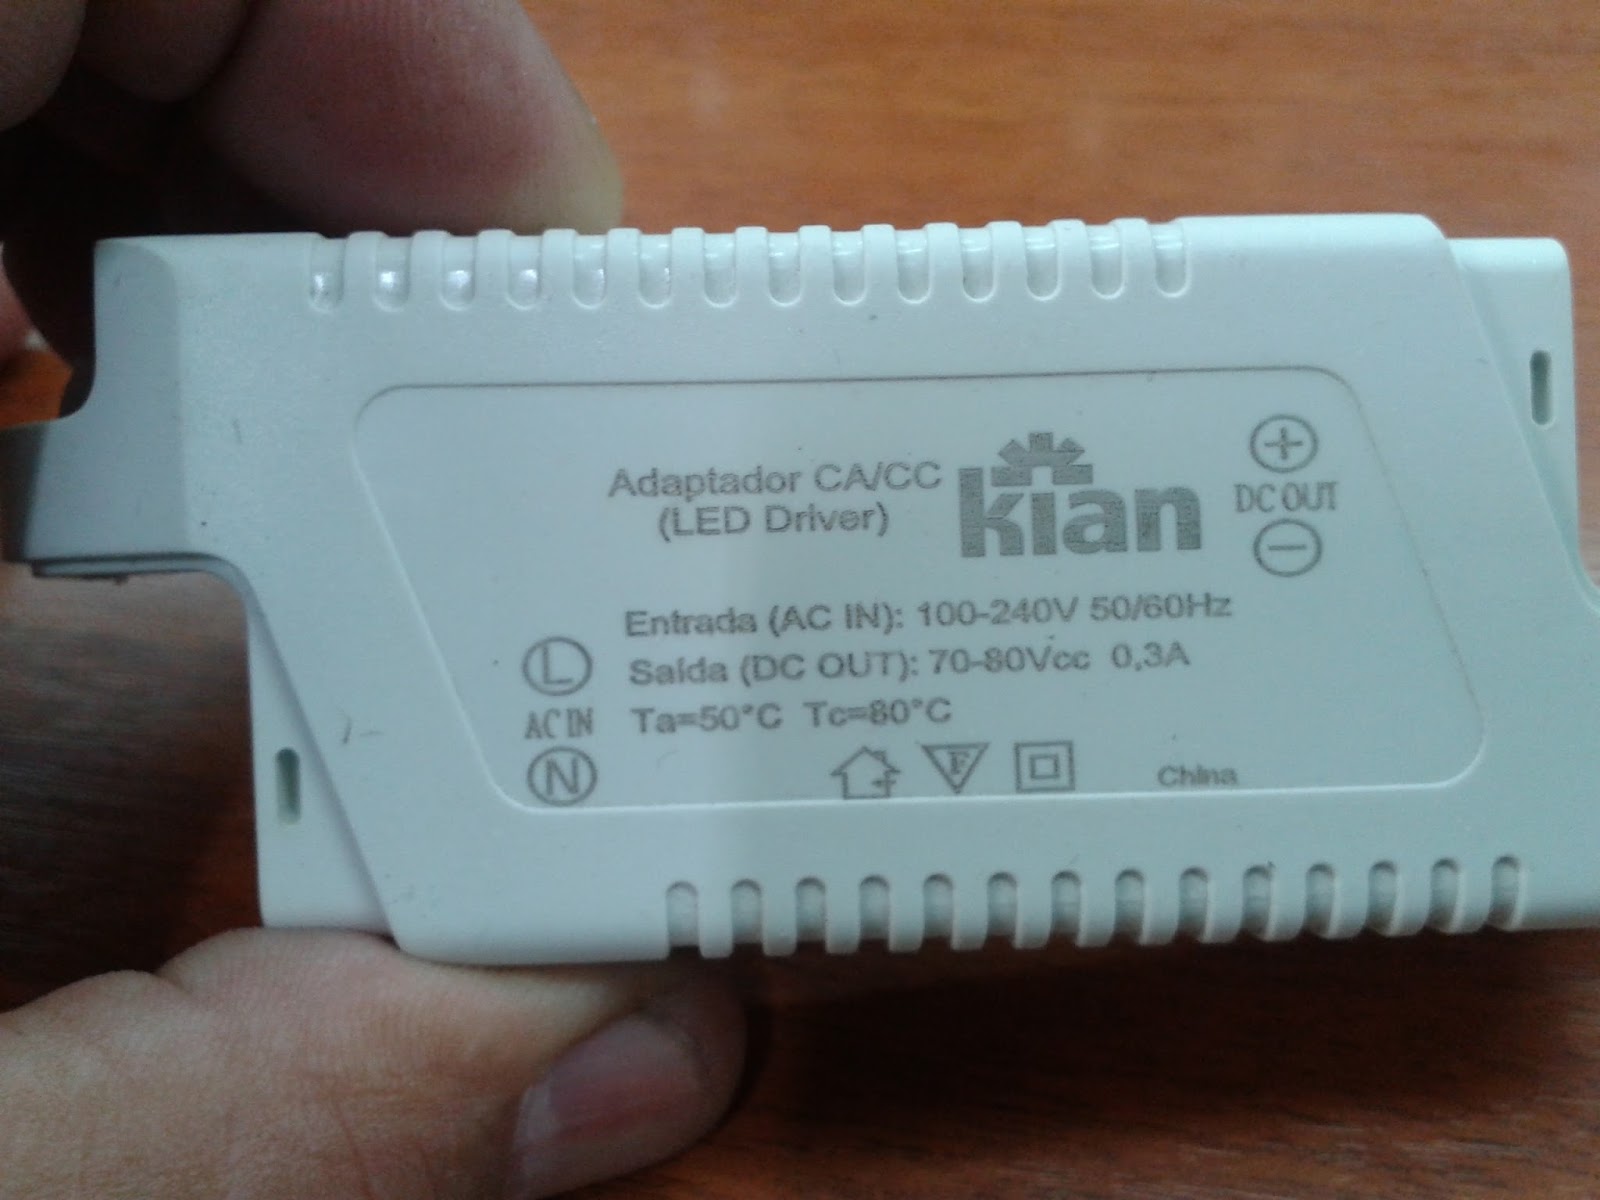 Adaptador CA/CC
(LED Driver)
kian
+
DC OUT
−
Entrada (AC IN): 100-240V 50/60Hz
Saída (DC OUT): 70-80Vcc 0,3A
Ta=50°C Tc=80°C
L
AC IN
N
F
China